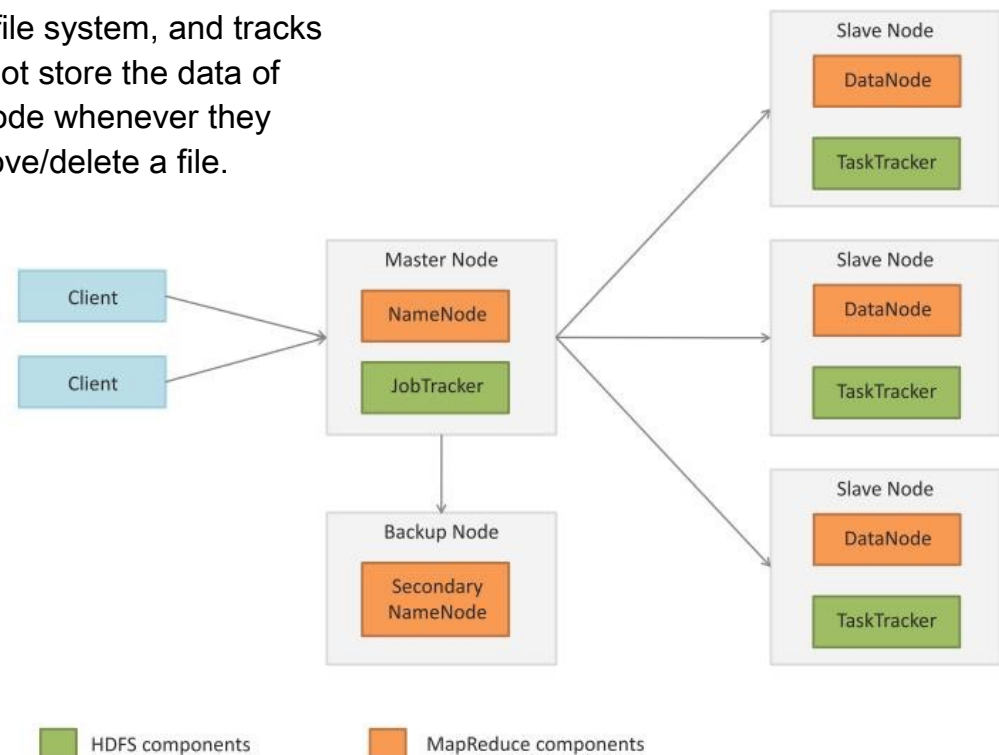 file system, and tracks
ot store the data of
ode whenever they
ove/delete a file.
Client
Client
Master Node
NameNode
JobTracker
Backup Node
Secondary
NameNode
Slave Node
DataNode
TaskTracker
Slave Node
DataNode
TaskTracker
Slave Node
DataNode
TaskTracker
HDFS components
MapReduce components